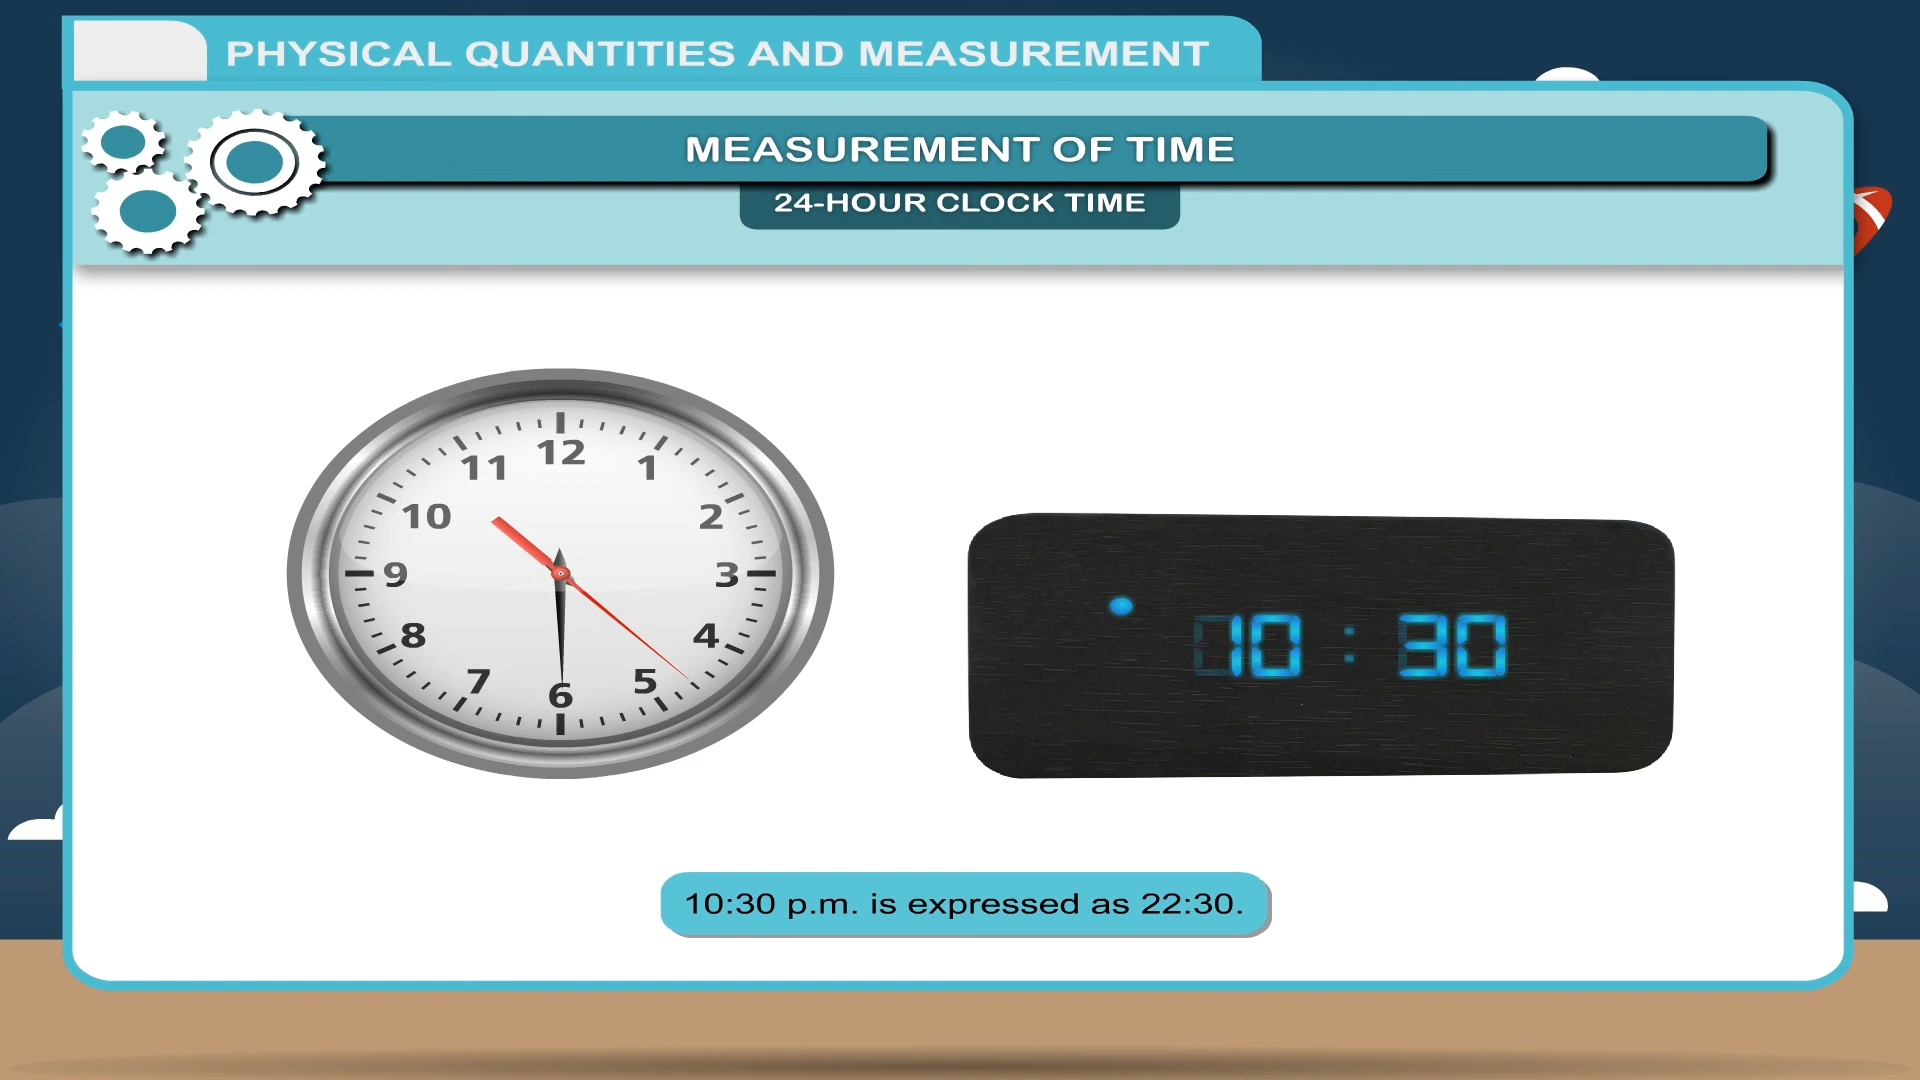 PHYSICAL QUANTITIES AND MEASUREMENT
MEASUREMENT OF TIME
24-HOUR CLOCK TIME
12
11
1
10
2
9
3
8
4
7
5
6
10 : 30
10:30 p.m. is expressed as 22:30.